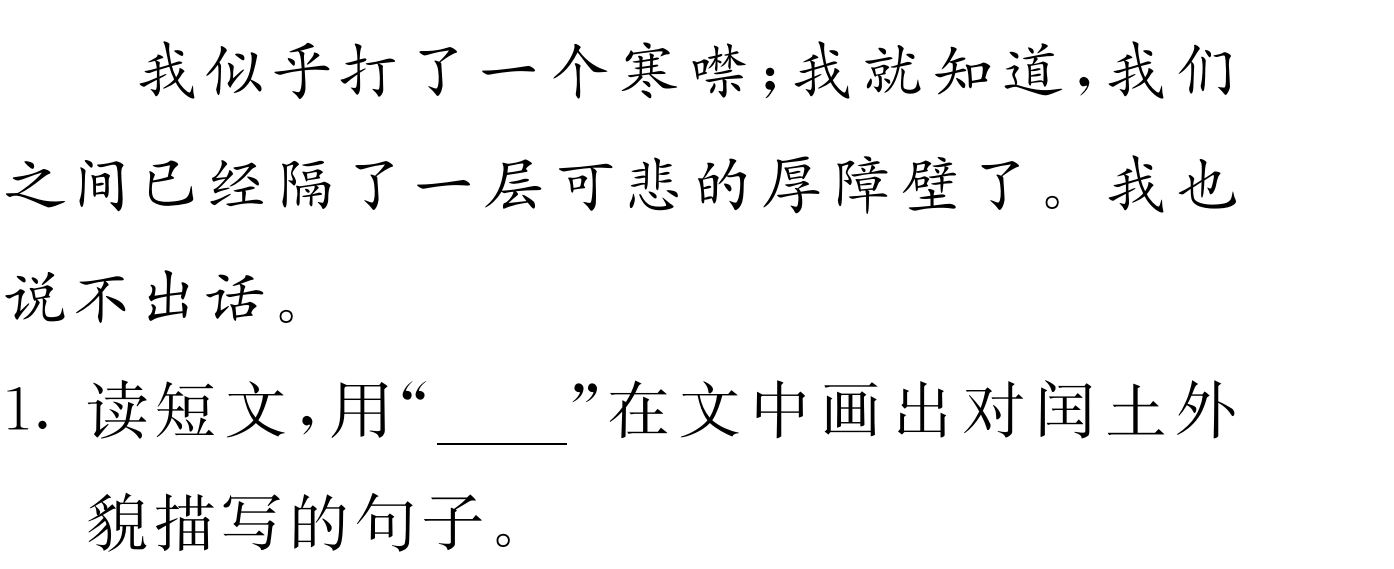 我似乎打了一个寒噤;我就知道,我们
之间已经隔了一层可悲的厚障壁了。我也
说不出话。
1. 读短文,用“____”在文中画出对闰土外
貌描写的句子。